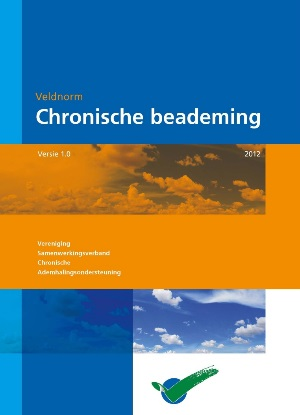 Veldnorm
Chronische beademing
Versie 1.0 2012
Vereniging
Samenwerkingsverband
Chronische
Ademhalingsondersteuning